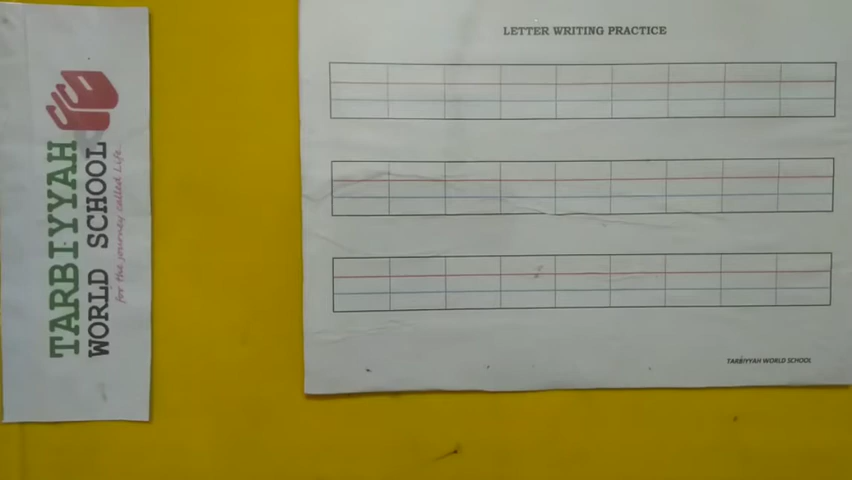 TARBIYYAH
WORLD SCHOOL
for the journey called Life...
LETTER WRITING PRACTICE
TARBIYYAH WORLD SCHOOL